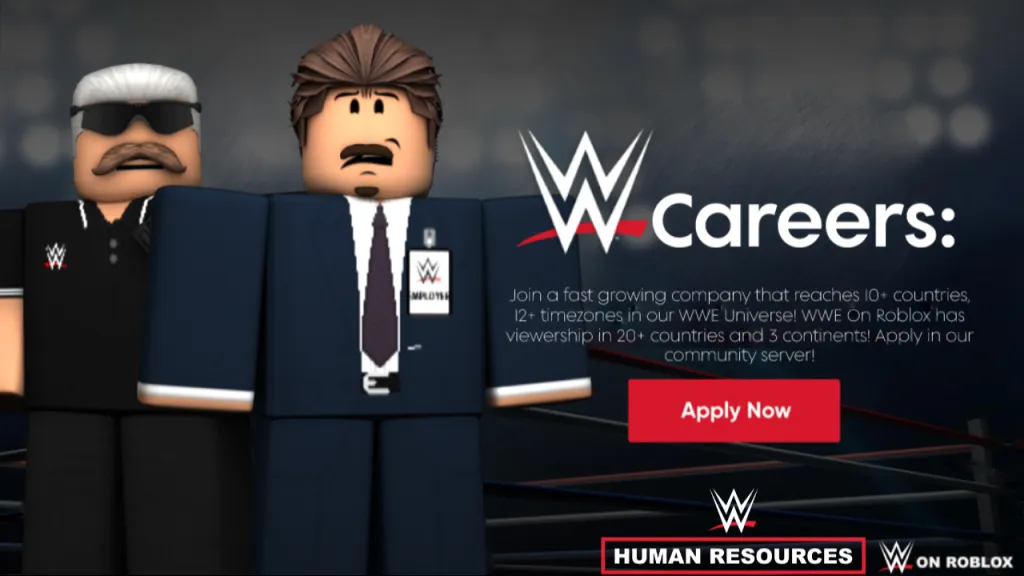 W
Careers:
W
W
EMPLOYEE
Join a fast growing company that reaches 10+ countries,
12+ timezones in our WWE Universe! WWE On Roblox has
viewership in 20+ countries and 3 continents! Apply in our
community server!
Apply Now
W
HUMAN RESOURCES
W ON ROBLOX